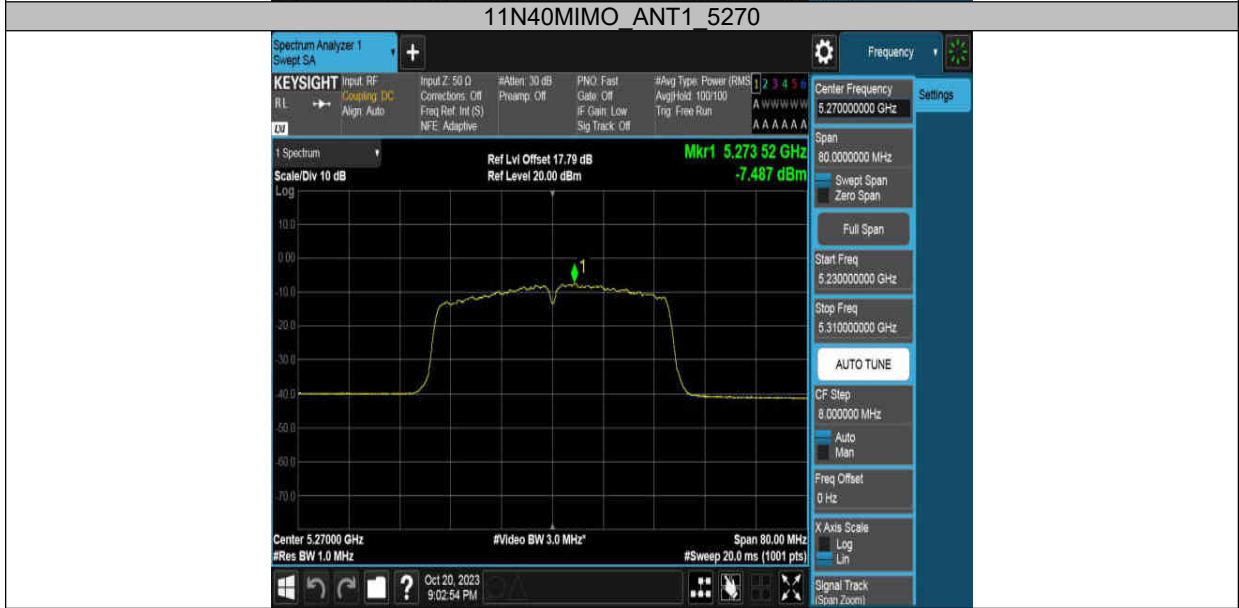 11N40MIMO_ANT1_5270
Spectrum Analyzer 1
Swept SA
Frequency
KEYSIGHT
RL
LXI
Input: RF
Coupling: DC
Align: Auto
Input Z: 50 Ω
Corrections: Off
Freq Ref: Int (S)
NFE: Adaptive
#Atten: 30 dB
Preamp: Off
PNO: Fast
Gate: Off
IF Gain: Low
Sig Track: Off
#Avg Type: Power (RMS
Avg|Hold: 100/100
Trig: Free Run
1 2 3 4 5 6
A W W W W W
A A A A A A
Center Frequency
5.270000000 GHz
Settings
Span
80.0000000 MHz
Swept Span
Zero Span
Full Span
Start Freq
5.230000000 GHz
Stop Freq
5.310000000 GHz
AUTO TUNE
CF Step
8.000000 MHz
Auto
Man
Freq Offset
0 Hz
X Axis Scale
Log
Lin
Signal Track
(Span Zoom)
1 Spectrum
Scale/Div 10 dB
Ref Lvl Offset 17.79 dB
Ref Level 20.00 dBm
Mkr1 5.273 52 GHz
-7.487 dBm
Log
10.0
0.00
-10.0
-20.0
-30.0
-40.0
-50.0
-60.0
-70.0
1
Center 5.27000 GHz
#Res BW 1.0 MHz
#Video BW 3.0 MHz*
Span 80.00 MHz
#Sweep 20.0 ms (1001 pts)
?
Oct 20, 2023
9:02:54 PM